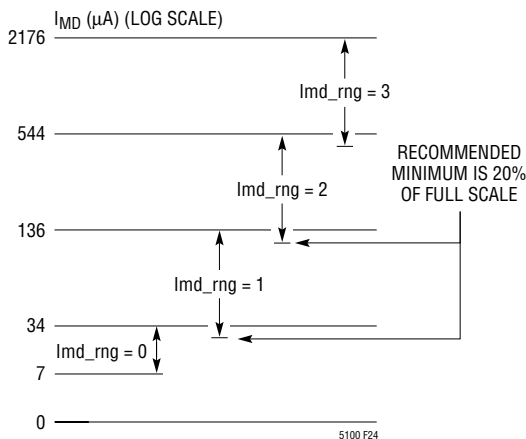 I_MD (µA) (LOG SCALE)
2176
Imd_rng = 3
544
RECOMMENDED
MINIMUM IS 20%
OF FULL SCALE
Imd_rng = 2
136
Imd_rng = 1
34
Imd_rng = 0
7
0
5100 F24